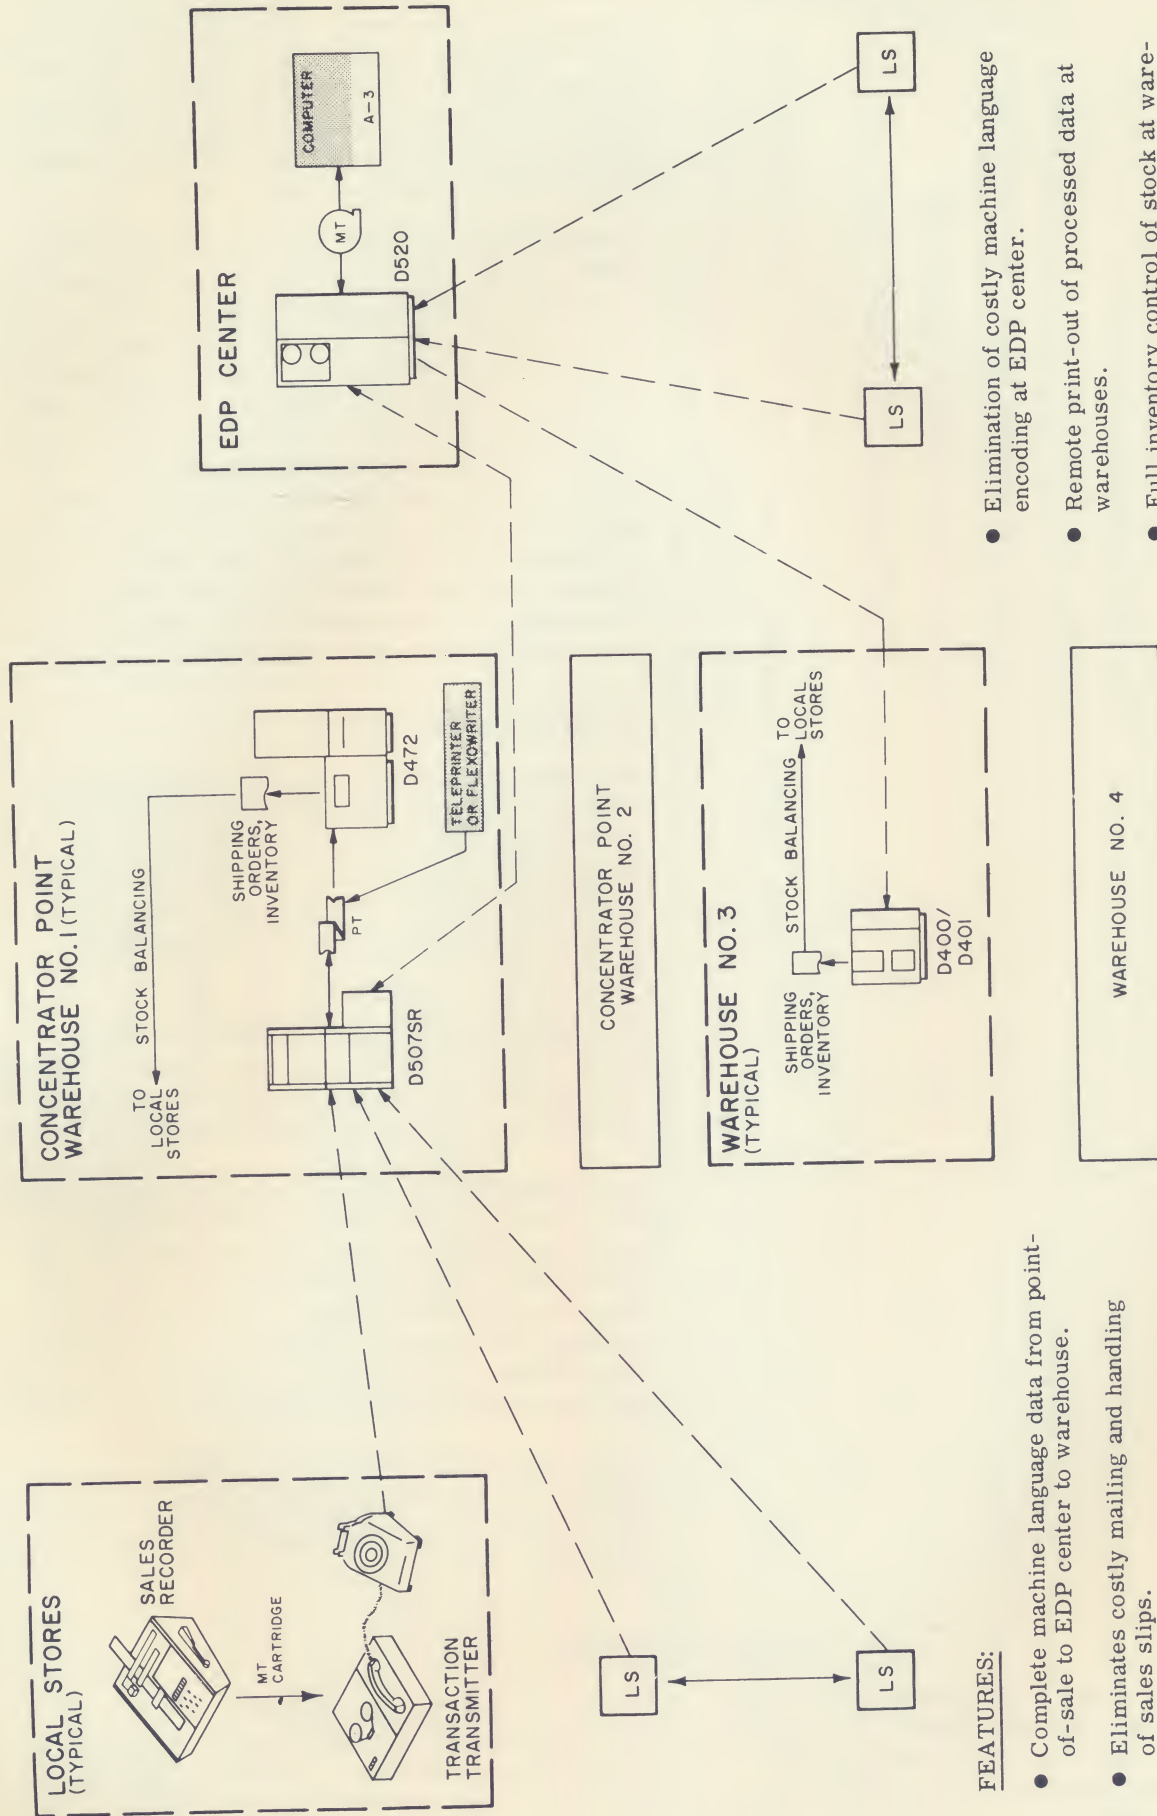 LOCAL STORES
(TYPICAL)
SALES
RECORDER
MT
CARTRIDGE
TRANSACTION
TRANSMITTER
LS
LS
CONCENTRATOR POINT
WAREHOUSE NO. 1 (TYPICAL)
TO
LOCAL
STORES
STOCK BALANCING
SHIPPING
ORDERS,
INVENTORY
D507SR
PT
D472
TELEPRINTER
OR FLEXOWRITER
CONCENTRATOR POINT
WAREHOUSE NO. 2
WAREHOUSE NO. 3
(TYPICAL)
SHIPPING
ORDERS,
INVENTORY
STOCK BALANCING
TO
LOCAL
STORES
D400/
D401
WAREHOUSE NO. 4
EDP CENTER
D520
MT
COMPUTER
A-3
LS
LS
FEATURES:
● Complete machine language data from point-
of-sale to EDP center to warehouse.
● Eliminates costly mailing and handling
of sales slips.
● Elimination of costly machine language
encoding at EDP center.
● Remote print-out of processed data at
warehouses.
● Full inventory control of stock at ware-